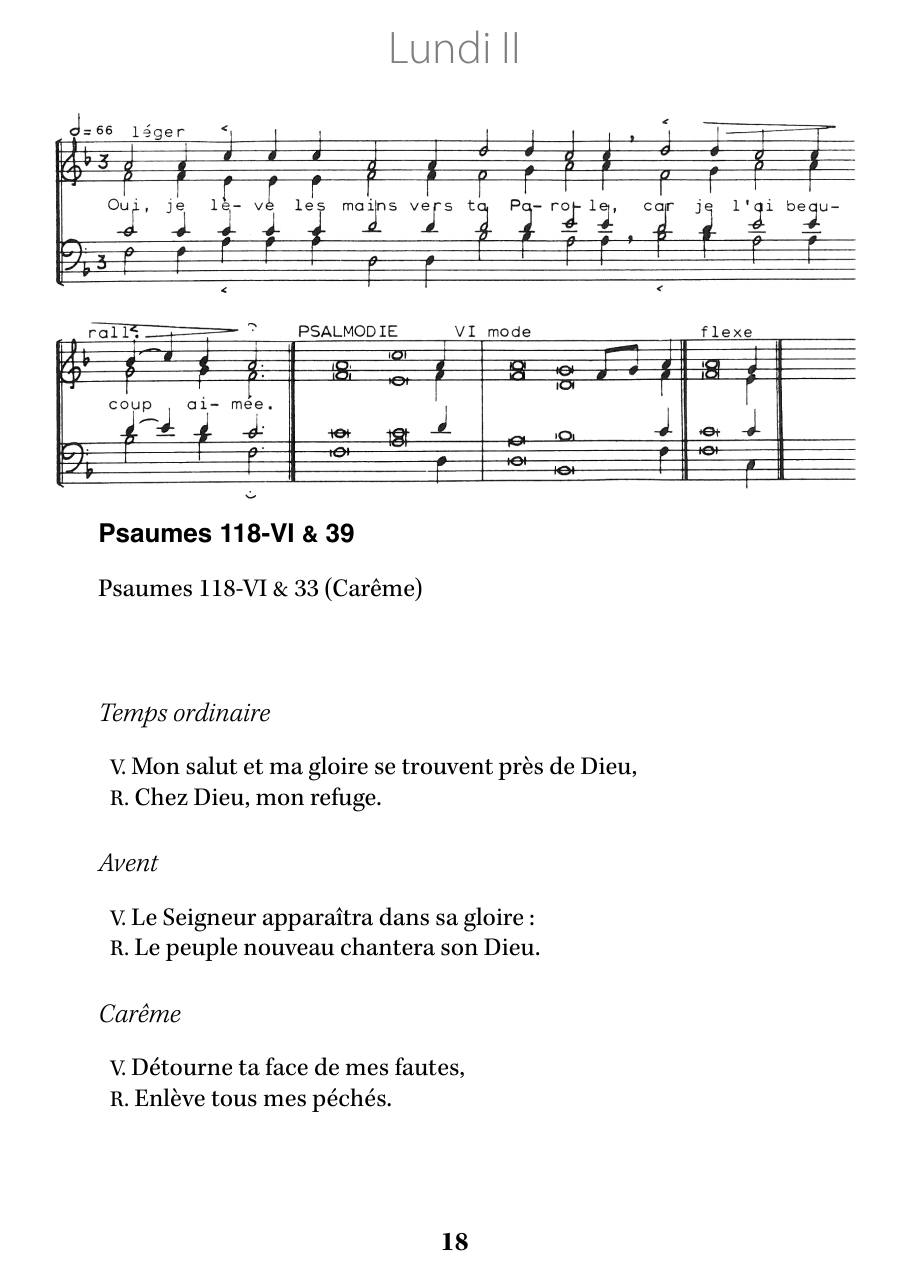 Lundi II
= 66 léger
3
Oui, je lè- ve les mains vers ta Pa- ro- le, car je l'ai beau-
3
rall. PSALMODIE VI mode flexe
coup ai- mée.
Psaumes 118-VI & 39
Psaumes 118-VI & 33 (Carême)
Temps ordinaire
V. Mon salut et ma gloire se trouvent près de Dieu,
R. Chez Dieu, mon refuge.
Avent
V. Le Seigneur apparaîtra dans sa gloire :
R. Le peuple nouveau chantera son Dieu.
Carême
V. Détourne ta face de mes fautes,
R. Enlève tous mes péchés.
18